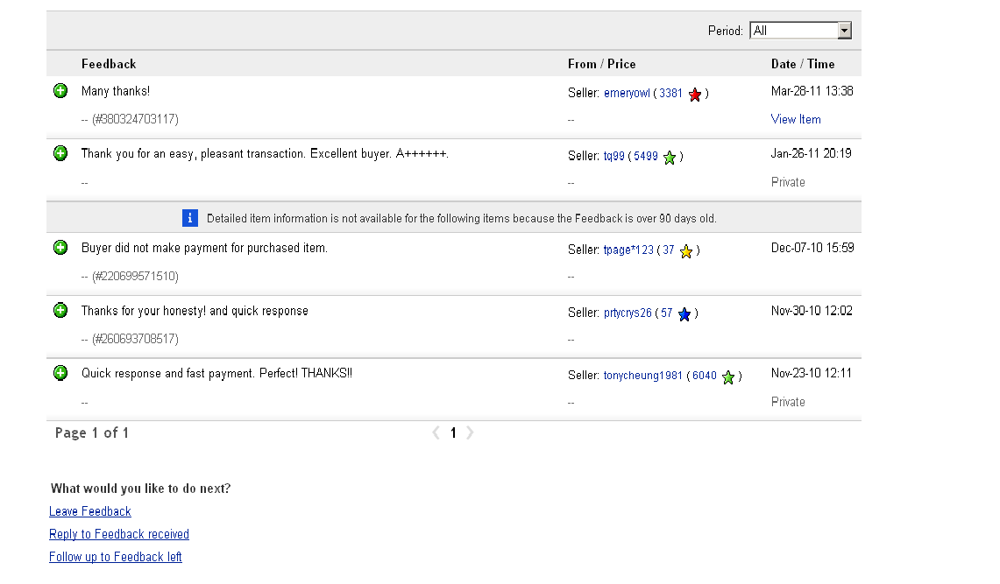 Period: All
Feedback From / Price Date / Time
Many thanks! Seller: emeryowl ( 3381 ) Mar-28-11 13:38
-- (#380324703117) -- View Item
Thank you for an easy, pleasant transaction. Excellent buyer. A++++++. Seller: tq99 ( 5499 ) Jan-26-11 20:19
-- -- Private
i Detailed item information is not available for the following items because the Feedback is over 90 days old.
Buyer did not make payment for purchased item. Seller: tpage*123 ( 37 ) Dec-07-10 15:59
-- (#220699571510) --
Thanks for your honesty! and quick response Seller: prtycrys26 ( 57 ) Nov-30-10 12:02
-- (#260693708517) --
Quick response and fast payment. Perfect! THANKS!! Seller: tonycheung1981 ( 6040 ) Nov-23-10 12:11
-- -- Private
Page 1 of 1 1
What would you like to do next?
Leave Feedback
Reply to Feedback received
Follow up to Feedback left